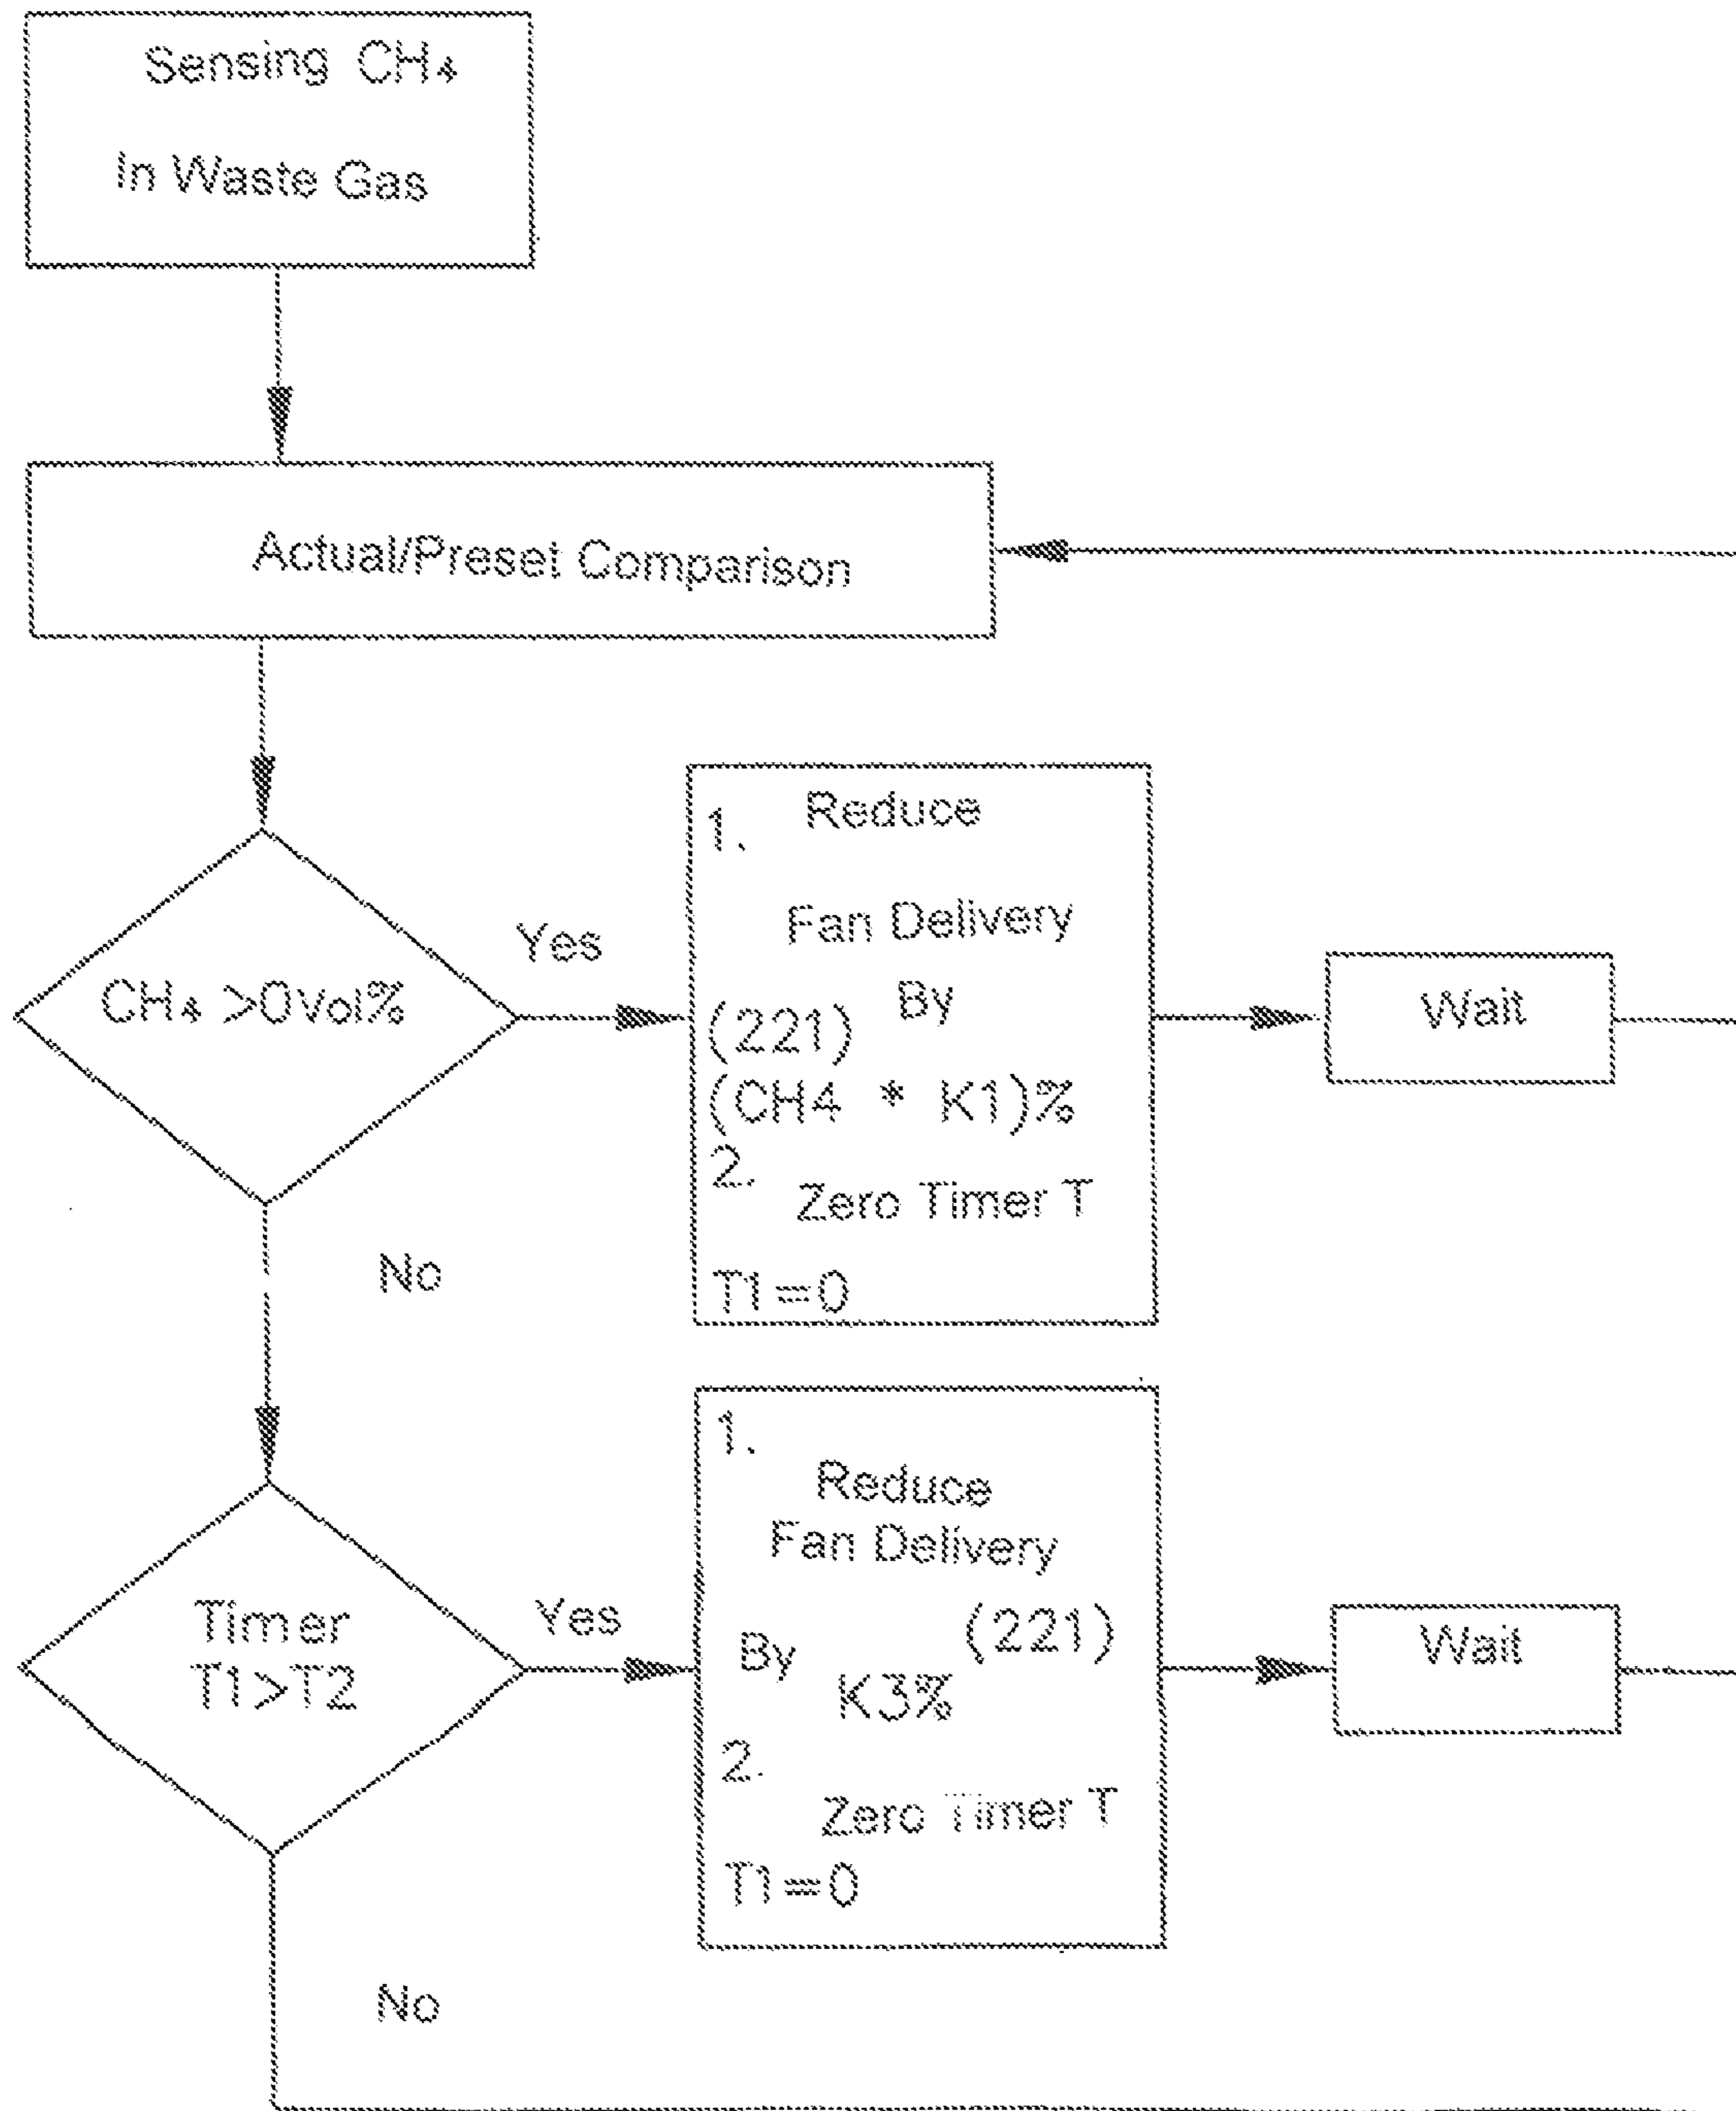 Sensing CH₄
In Waste Gas
Actual/Preset Comparison
CH₄ >0Vol%
Yes
1. Reduce
Fan Delivery
(221) By
(CH4 * K1)%
2. Zero Timer T
T1=0
Wait
No
Timer
T1>T2
Yes
1.
Reduce
Fan Delivery
By (221)
K3%
2.
Zero Timer T
T1=0
Wait
No